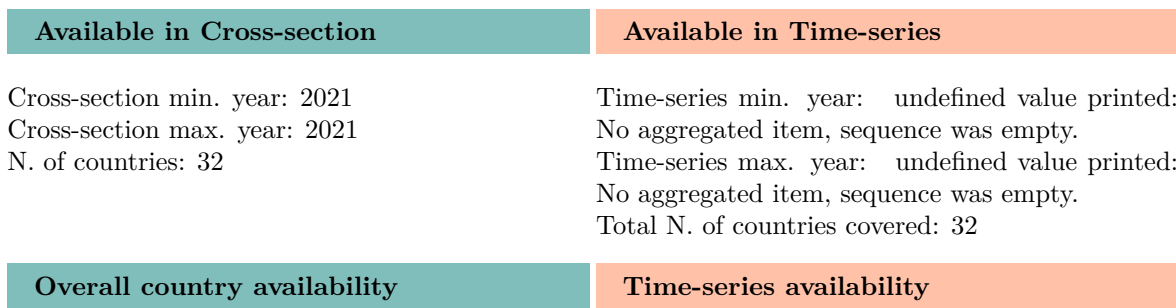 Available in Cross-section
Available in Time-series
Cross-section min. year: 2021
Cross-section max. year: 2021
N. of countries: 32
Time-series min. year: undefined value printed:
No aggregated item, sequence was empty.
Time-series max. year: undefined value printed:
No aggregated item, sequence was empty.
Total N. of countries covered: 32
Overall country availability
Time-series availability